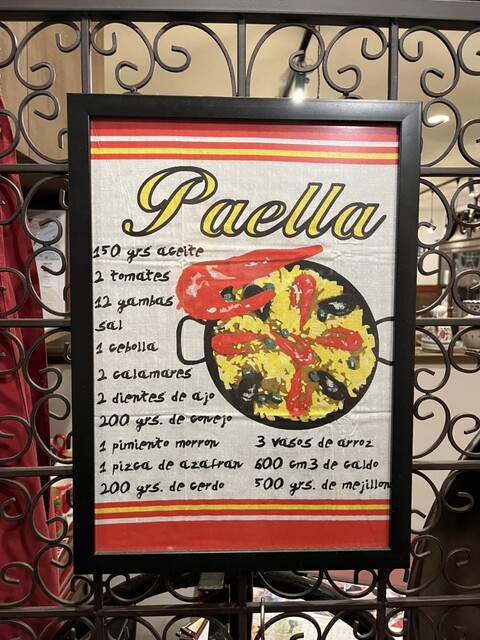 Paella
150 grs aceite
2 tomates
12 gambas
sal
1 cebolla
2 calamares
2 dientes de ajo
200 grs. de conejo
1 pimiento morron
1 pizca de azafran
200 grs. de cerdo
3 vasos de arroz
600 cm3 de caldo
500 grs. de mejillon